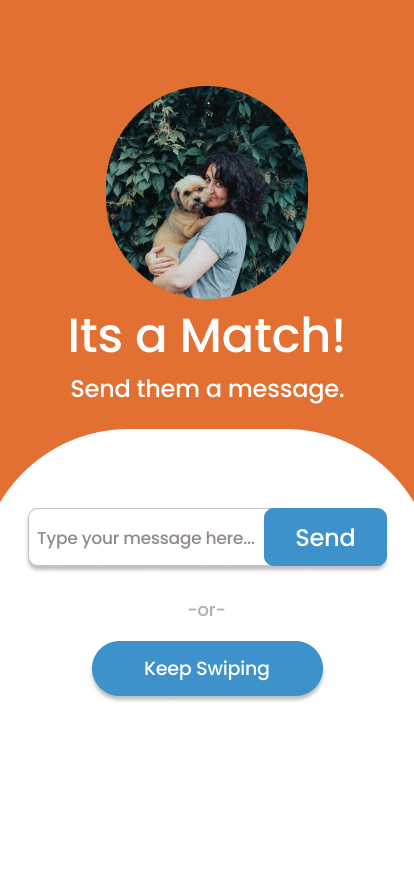 Its a Match!
Send them a message.
Type your message here...
Send
-or-
Keep Swiping